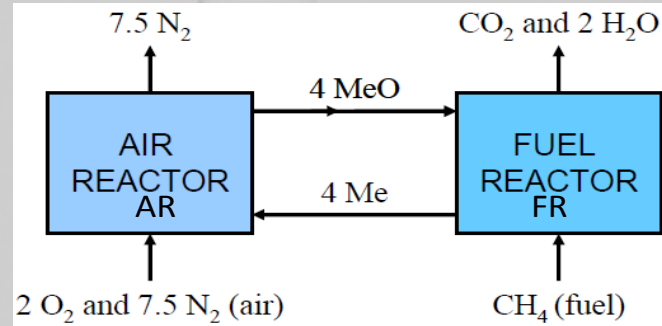 7.5 N₂
CO₂ and 2 H₂O
4 MeO
AIR
REACTOR
AR
FUEL
REACTOR
FR
4 Me
2 O₂ and 7.5 N₂ (air)
CH₄ (fuel)